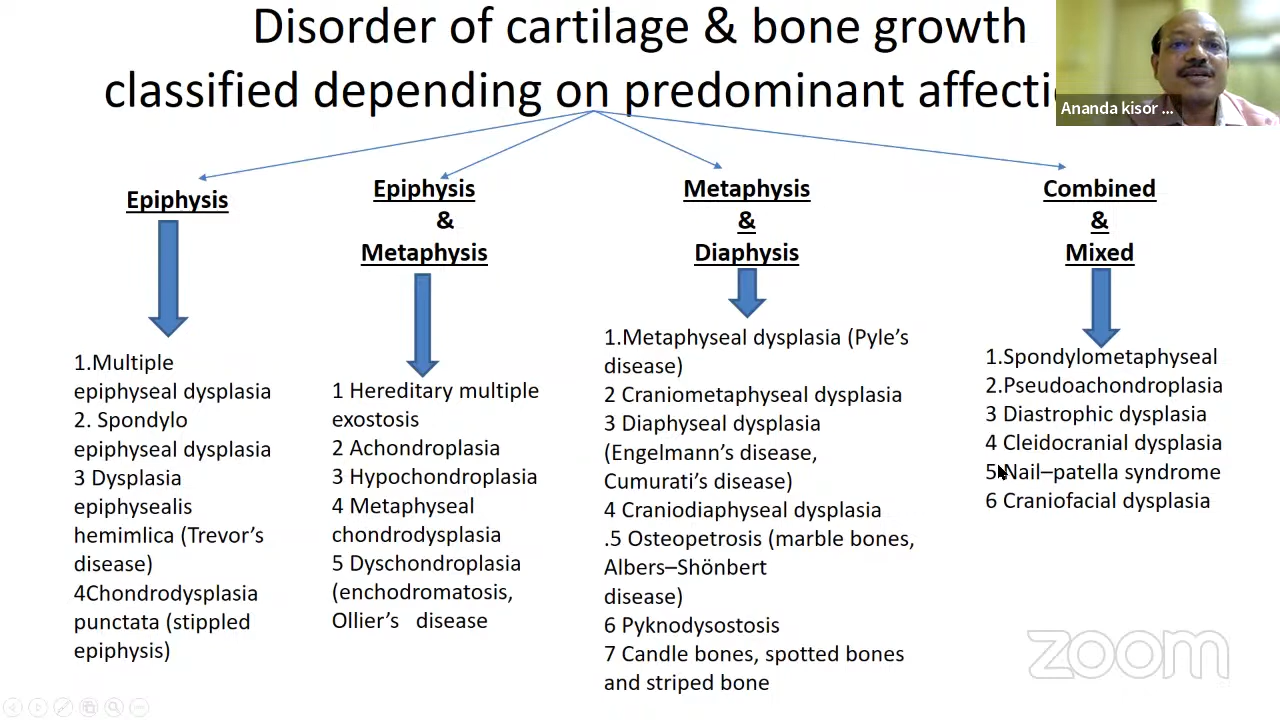 Disorder of cartilage & bone growth
classified depending on predominant
Ananda kisor ...
Epiphysis
1.Multiple
epiphyseal dysplasia
2. Spondylo
epiphyseal dysplasia
3 Dysplasia
epiphysealis
hemimlica (Trevor’s
disease)
4Chondrodysplasia
punctata (stippled
epiphysis)
Epiphysis
&
Metaphysis
1 Hereditary multiple
exostosis
2 Achondroplasia
3 Hypochondroplasia
4 Metaphyseal
chondrodysplasia
5 Dyschondroplasia
(enchodromatosis,
Ollier’s disease
Metaphysis
&
Diaphysis
1.Metaphyseal dysplasia (Pyle’s
disease)
2 Craniometaphyseal dysplasia
3 Diaphyseal dysplasia
(Engelmann’s disease,
Cumurati’s disease)
4 Craniodiaphyseal dysplasia
.5 Osteopetrosis (marble bones,
Albers–Shönbert
disease)
6 Pyknodysostosis
7 Candle bones, spotted bones
and striped bone
Combined
&
Mixed
1.Spondylometaphyseal
2.Pseudoachondroplasia
3 Diastrophic dysplasia
4 Cleidocranial dysplasia
5 Nail–patella syndrome
6 Craniofacial dysplasia
zoom